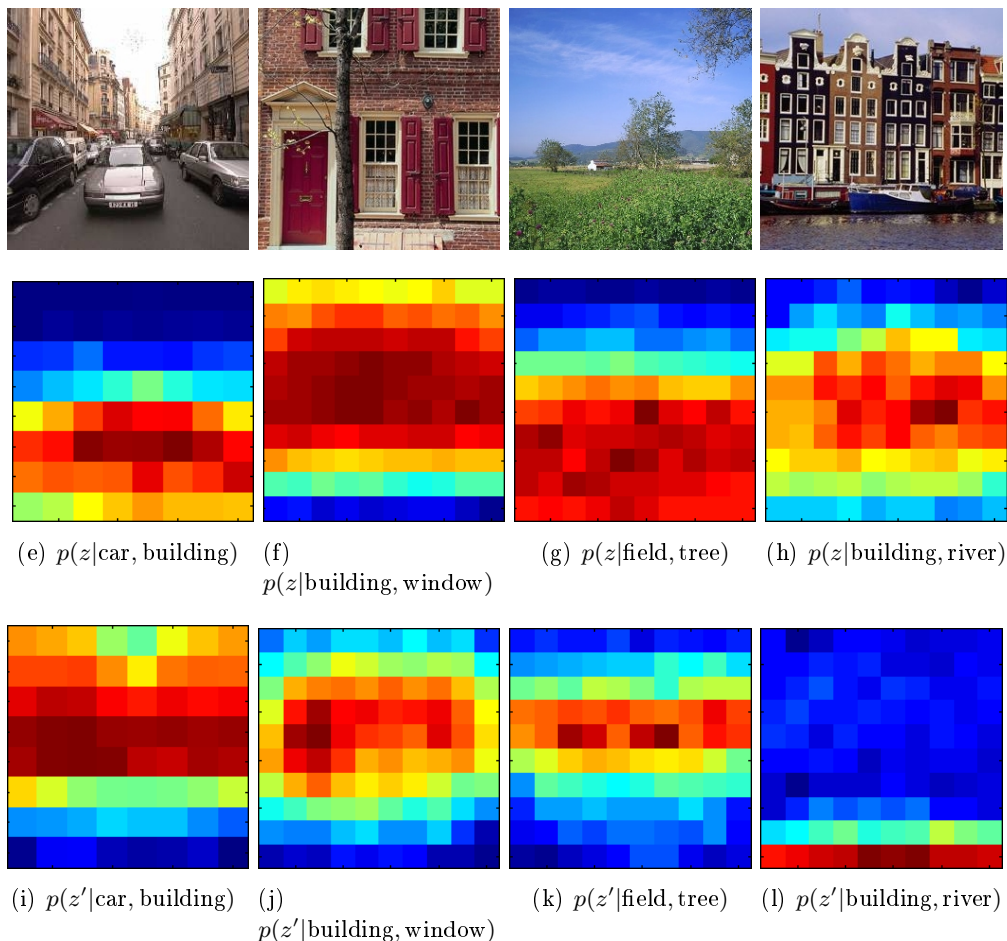 (e) p(z|car, building)
(f)
p(z|building, window)
(g) p(z|field, tree)
(h) p(z|building, river)
(i) p(z′|car, building)
(j)
p(z′|building, window)
(k) p(z′|field, tree)
(l) p(z′|building, river)